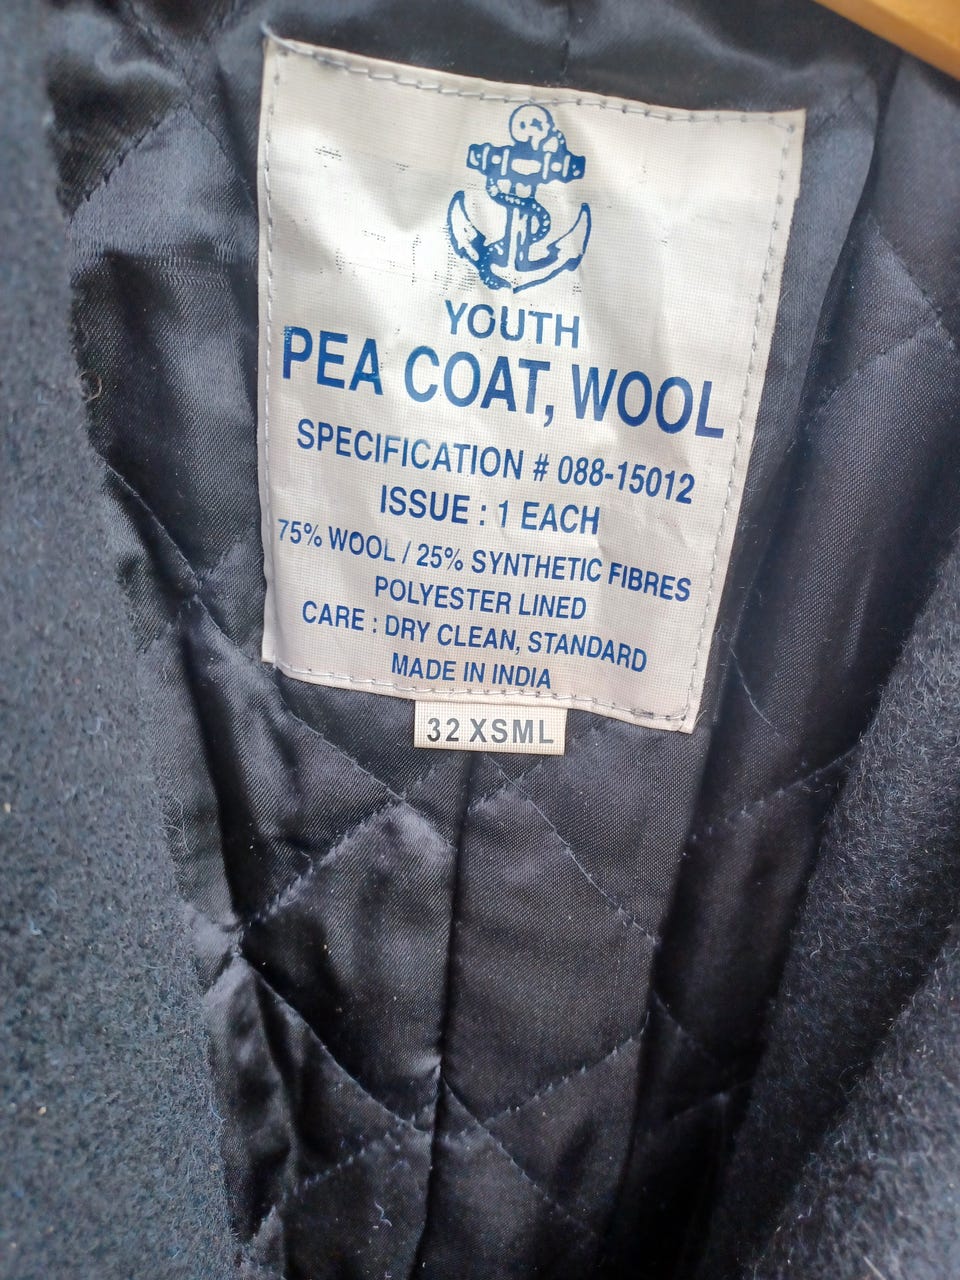 YOUTH
PEA COAT, WOOL
SPECIFICATION # 088-15012
ISSUE : 1 EACH
75% WOOL / 25% SYNTHETIC FIBRES
POLYESTER LINED
CARE : DRY CLEAN, STANDARD
MADE IN INDIA
32 XSML